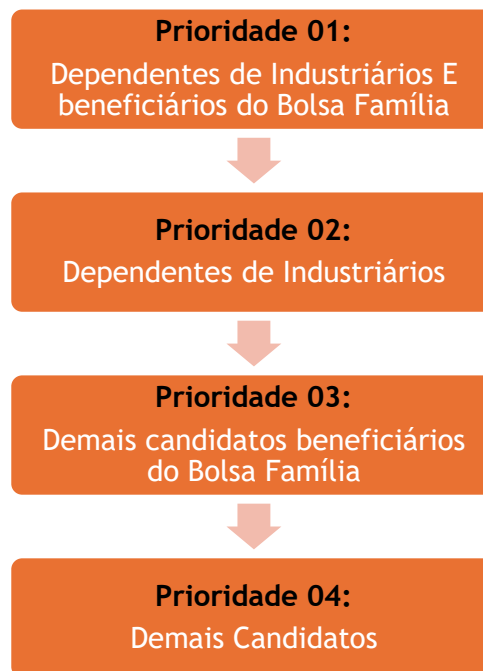 Prioridade 01:
Dependentes de Industriários E
beneficiários do Bolsa Família
Prioridade 02:
Dependentes de Industriários
Prioridade 03:
Demais candidatos beneficiários
do Bolsa Família
Prioridade 04:
Demais Candidatos